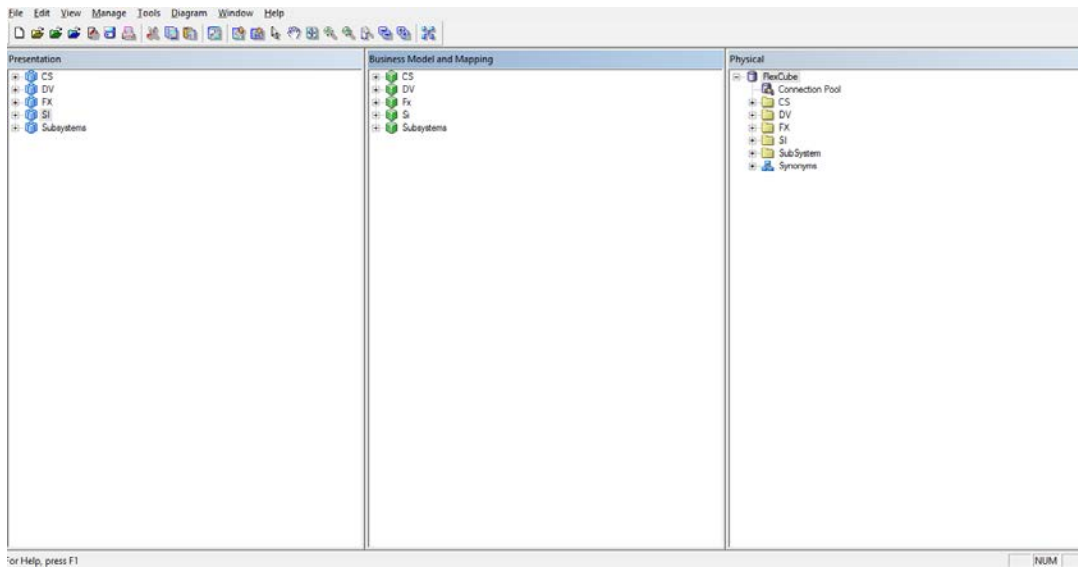 File Edit View Manage Tools Diagram Window Help
Presentation
CS
DV
FX
SI
Subsystems
Business Model and Mapping
CS
DV
Fx
Si
Subsystems
Physical
FlexCube
Connection Pool
CS
DV
FX
SI
SubSystem
Synonyms
For Help, press F1
NUM